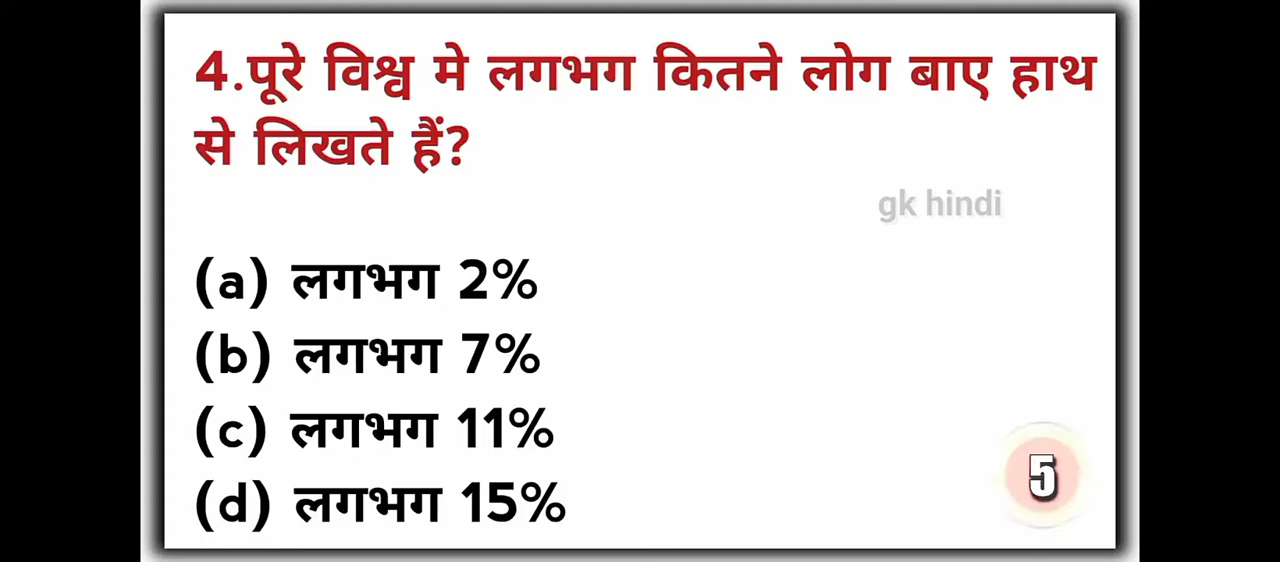 4.पूरे विश्व मे लगभग कितने लोग बाए हाथ
से लिखते हैं?
gk hindi
(a) लगभग 2%
(b) लगभग 7%
(c) लगभग 11%
(d) लगभग 15%
5